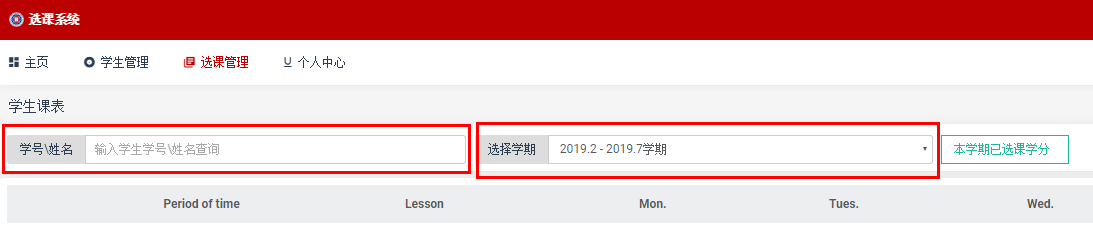 选课系统
主页 学生管理 选课管理 个人中心
学生课表
学号\姓名 输入学生学号\姓名查询 选择学期 2019.2 - 2019.7学期 本学期已选课学分
Period of time Lesson Mon. Tues. Wed.